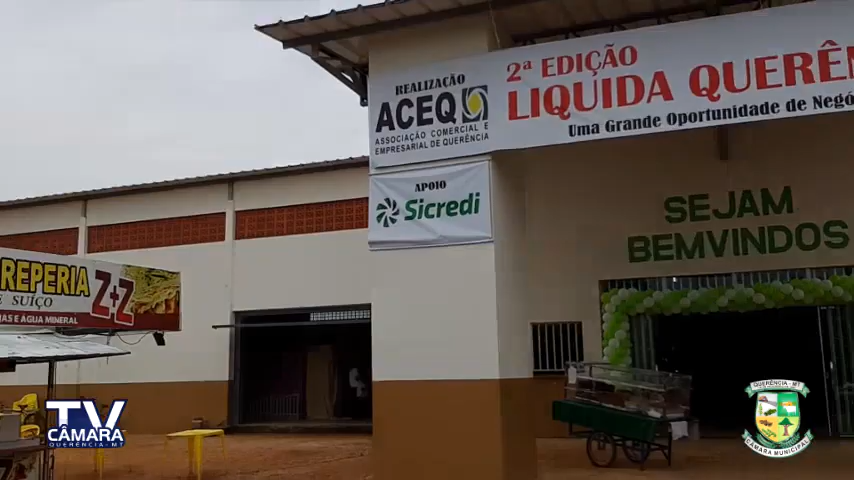 REALIZAÇÃO
ACEQ
ASSOCIAÇÃO COMERCIAL E
EMPRESARIAL DE QUERÊNCIA
2ª EDIÇÃO
LIQUIDA QUERÊN
Uma Grande Oportunidade de Negó
APOIO
Sicredi
SEJAM
BEMVINDOS
REPERIA
E SUÍÇO
Z+Z
AS E ÁGUA MINERAL
TV
CÂMARA
QUERÊNCIA-MT
QUERÊNCIA - MT
CÂMARA MUNICIPAL